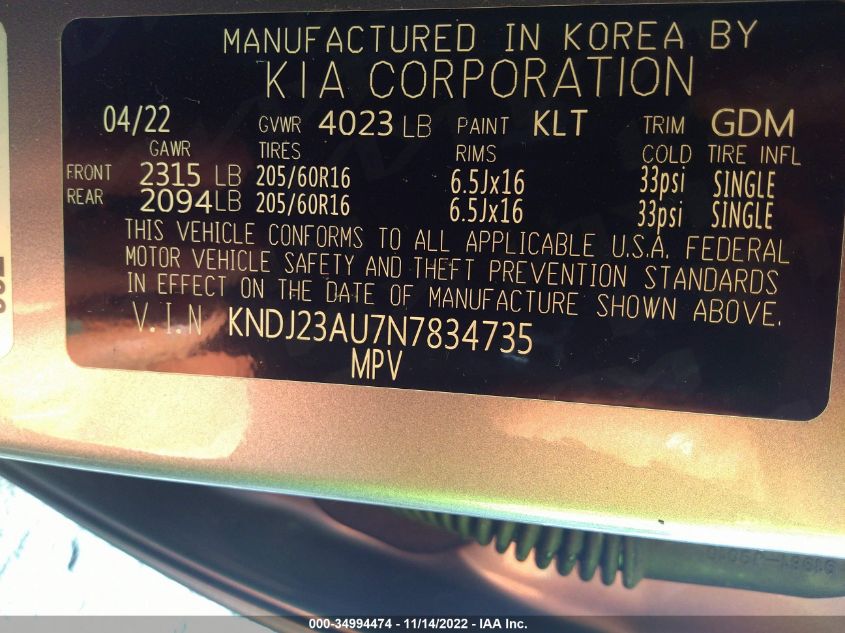 MANUFACTURED IN KOREA BY
KIA CORPORATION
04/22 GVWR 4023 LB PAINT KLT TRIM GDM
GAWR TIRES RIMS COLD TIRE INFL
FRONT 2315 LB 205/60R16 6.5Jx16 33psi SINGLE
REAR 2094 LB 205/60R16 6.5Jx16 33psi SINGLE
THIS VEHICLE CONFORMS TO ALL APPLICABLE U.S.A. FEDERAL
MOTOR VEHICLE SAFETY AND THEFT PREVENTION STANDARDS
IN EFFECT ON THE DATE OF MANUFACTURE SHOWN ABOVE.
V.I.N KNDJ23AU7N7834735
MPV
000-34994474 - 11/14/2022 - IAA Inc.